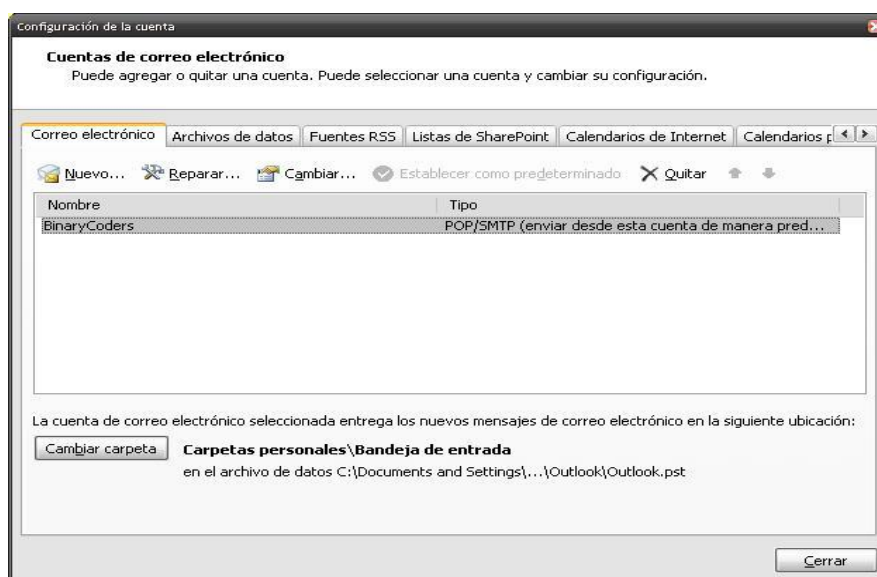 Configuración de la cuenta
Cuentas de correo electrónico
Puede agregar o quitar una cuenta. Puede seleccionar una cuenta y cambiar su configuración.
Correo electrónico Archivos de datos Fuentes RSS Listas de SharePoint Calendarios de Internet Calendarios p
Nuevo... Reparar... Cambiar... Establecer como predeterminado Quitar
Nombre Tipo
BinaryCoders POP/SMTP (enviar desde esta cuenta de manera pred...
La cuenta de correo electrónico seleccionada entrega los nuevos mensajes de correo electrónico en la siguiente ubicación:
Cambiar carpeta Carpetas personales\Bandeja de entrada
en el archivo de datos C:\Documents and Settings\...\Outlook\Outlook.pst
Cerrar